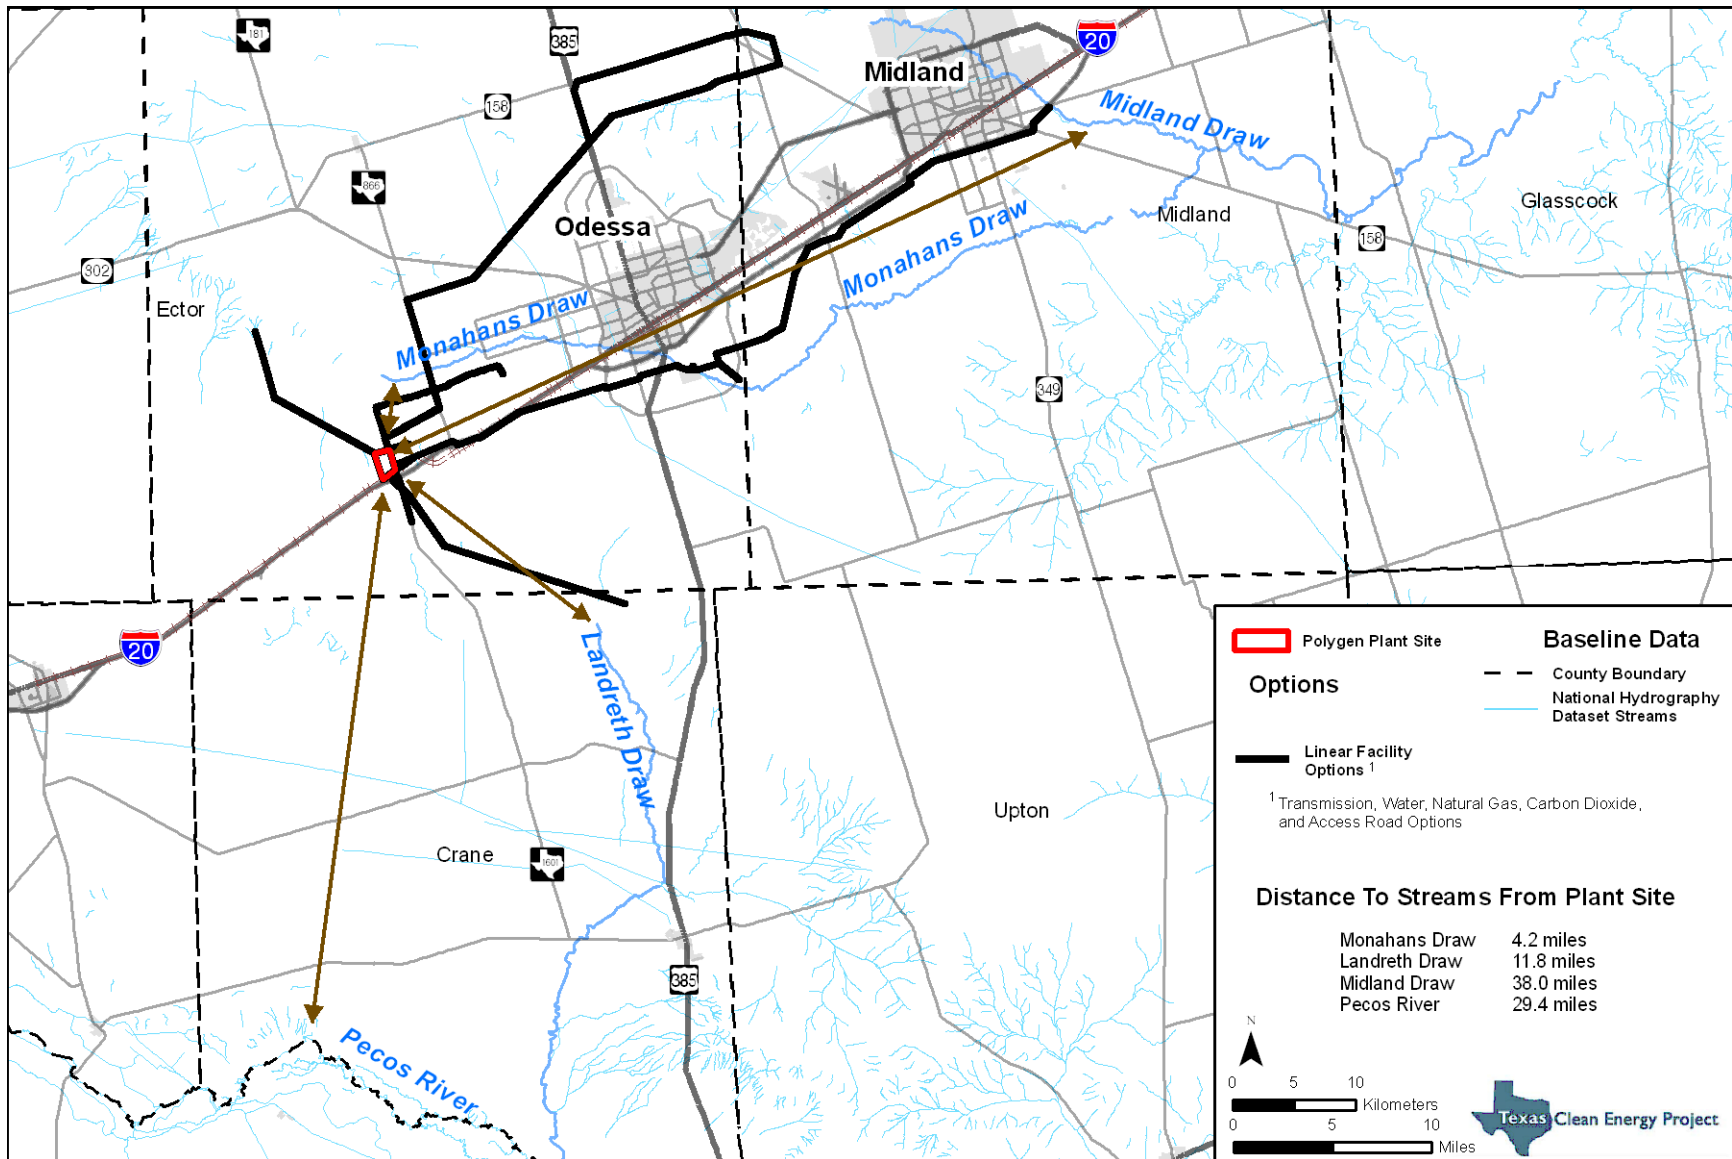 181
385
20
Midland
158
Midland Draw
866
Odessa
Monahans Draw
Midland
Glasscock
158
302
Ector
Monahans Draw
349
20
Landreth Draw
Upton
Crane
1601
385
Pecos River
Polygen Plant Site
Options
Linear Facility
Options 1
1 Transmission, Water, Natural Gas, Carbon Dioxide,
and Access Road Options
Baseline Data
County Boundary
National Hydrography
Dataset Streams
Distance To Streams From Plant Site
Monahans Draw 4.2 miles
Landreth Draw 11.8 miles
Midland Draw 38.0 miles
Pecos River 29.4 miles
N
0 5 10
Kilometers
0 5 10
Miles
Texas Clean Energy Project